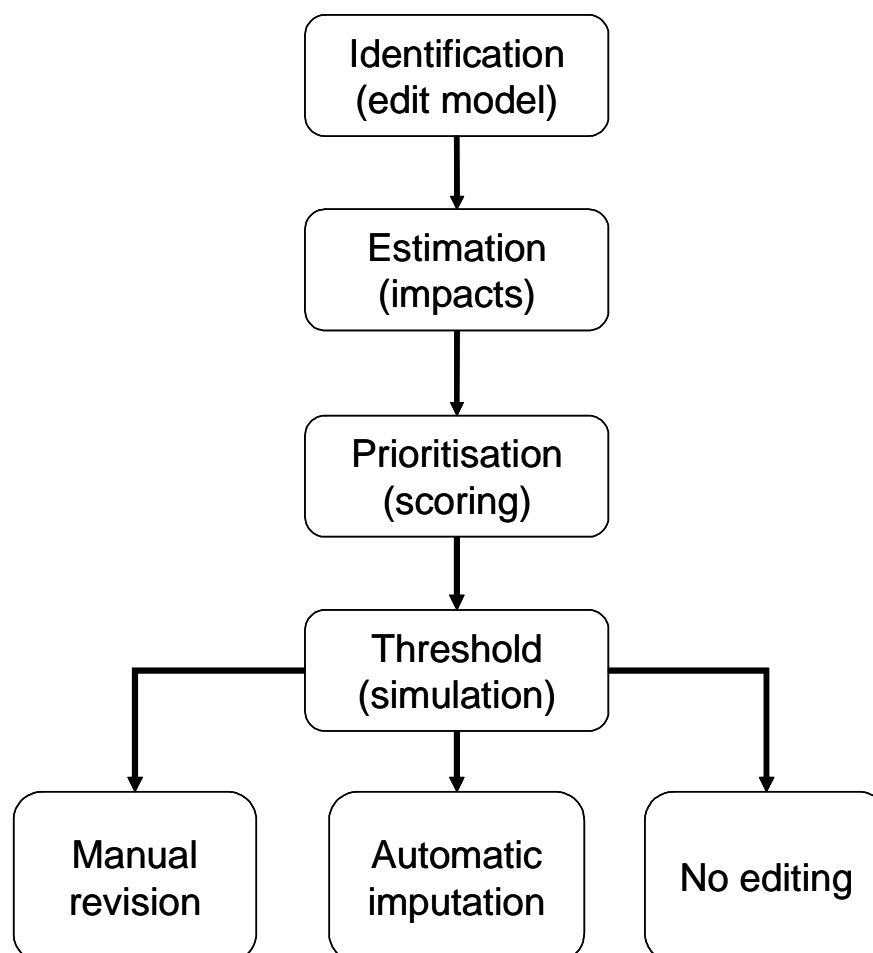 Identification
(edit model)
Estimation
(impacts)
Prioritisation
(scoring)
Threshold
(simulation)
Manual
revision
Automatic
imputation
No editing